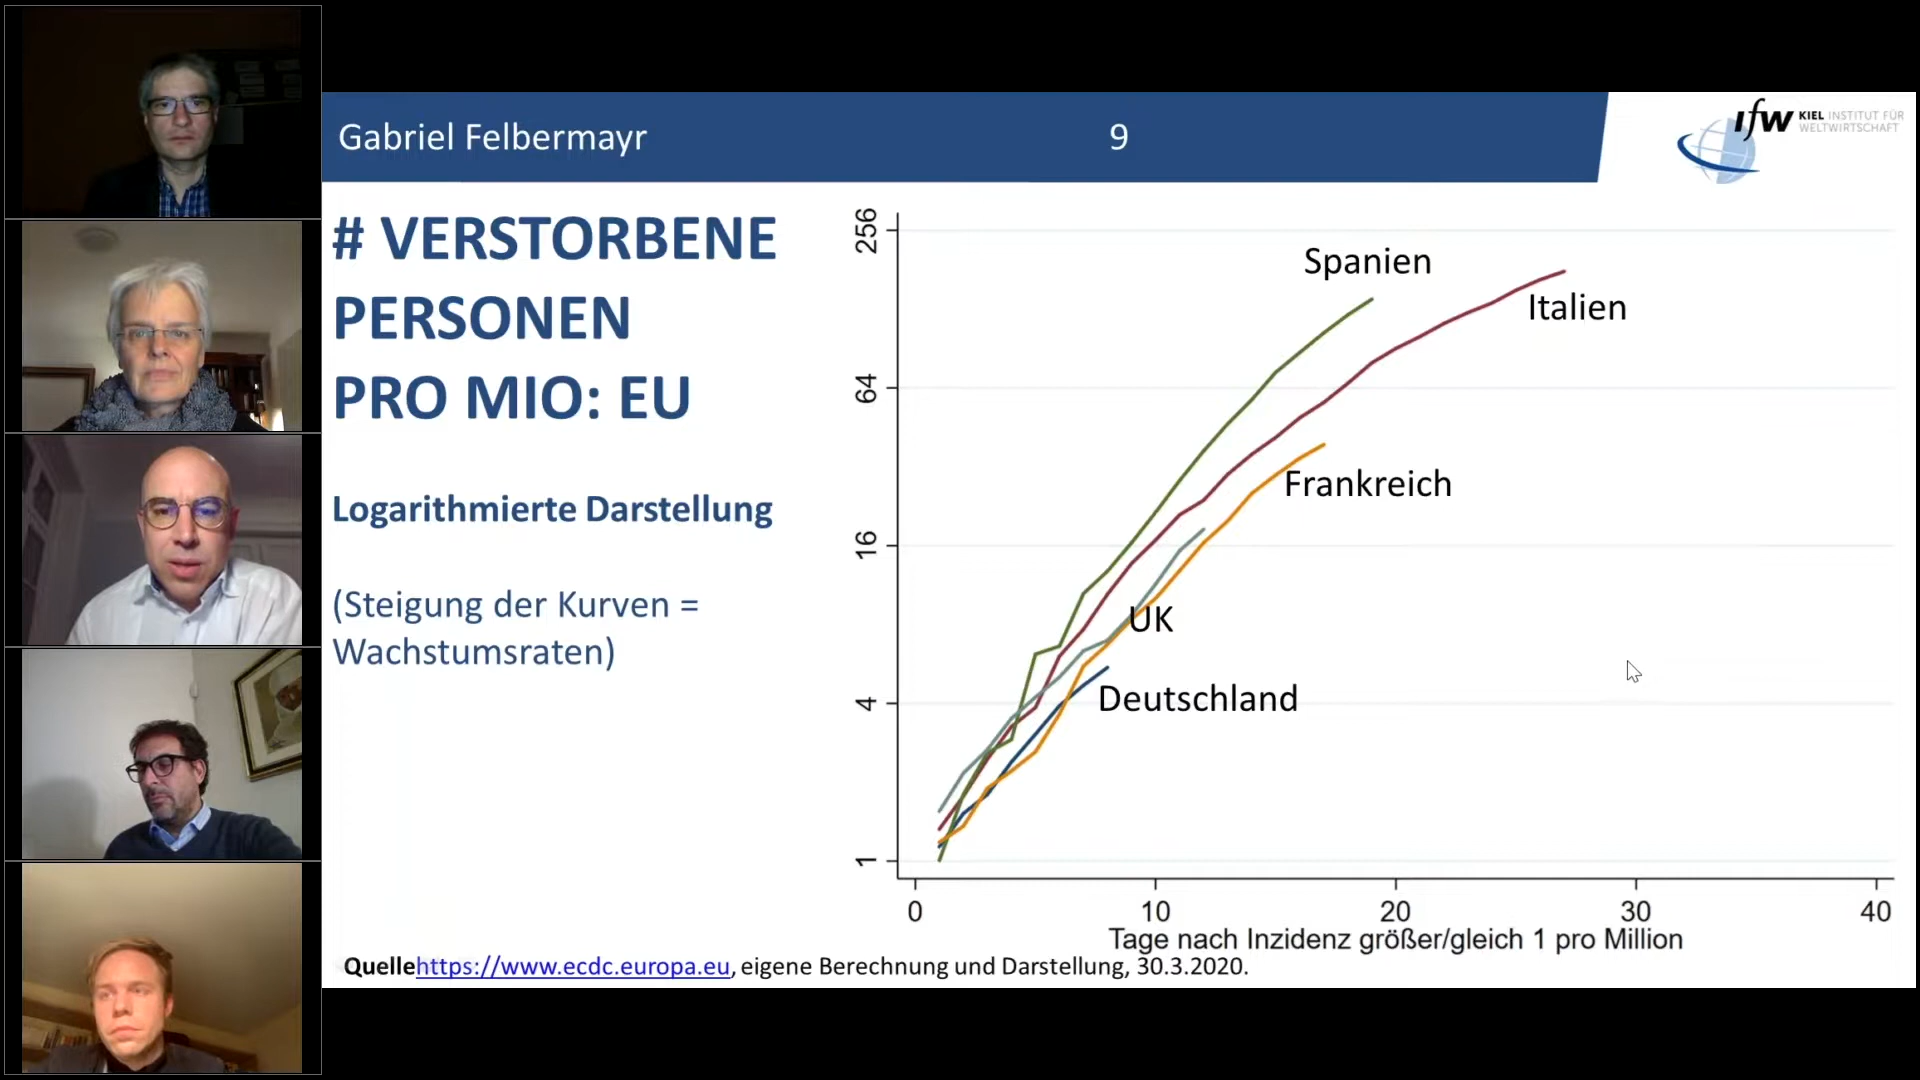 Gabriel Felbermayr
9
ifw KIEL INSTITUT FÜR
WELTWIRTSCHAFT
# VERSTORBENE
PERSONEN
PRO MIO: EU
Logarithmierte Darstellung
(Steigung der Kurven =
Wachstumsraten)
256
64
16
4
1
Spanien
Italien
Frankreich
UK
Deutschland
0 10 20 30 40
Tage nach Inzidenz größer/gleich 1 pro Million
Quellehttps://www.ecdc.europa.eu, eigene Berechnung und Darstellung, 30.3.2020.